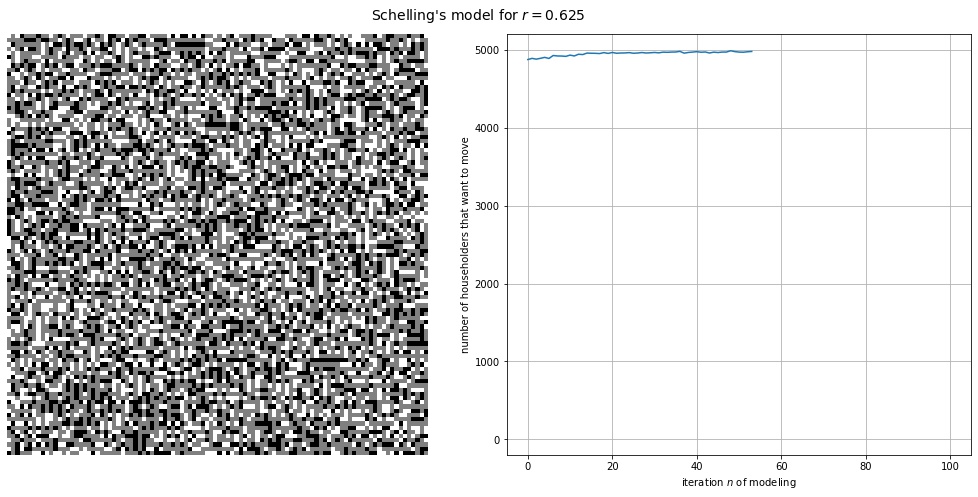 Schelling's model for r = 0.625
number of householders that want to move
5000
4000
3000
2000
1000
0
0 20 40 60 80 100
iteration n of modeling